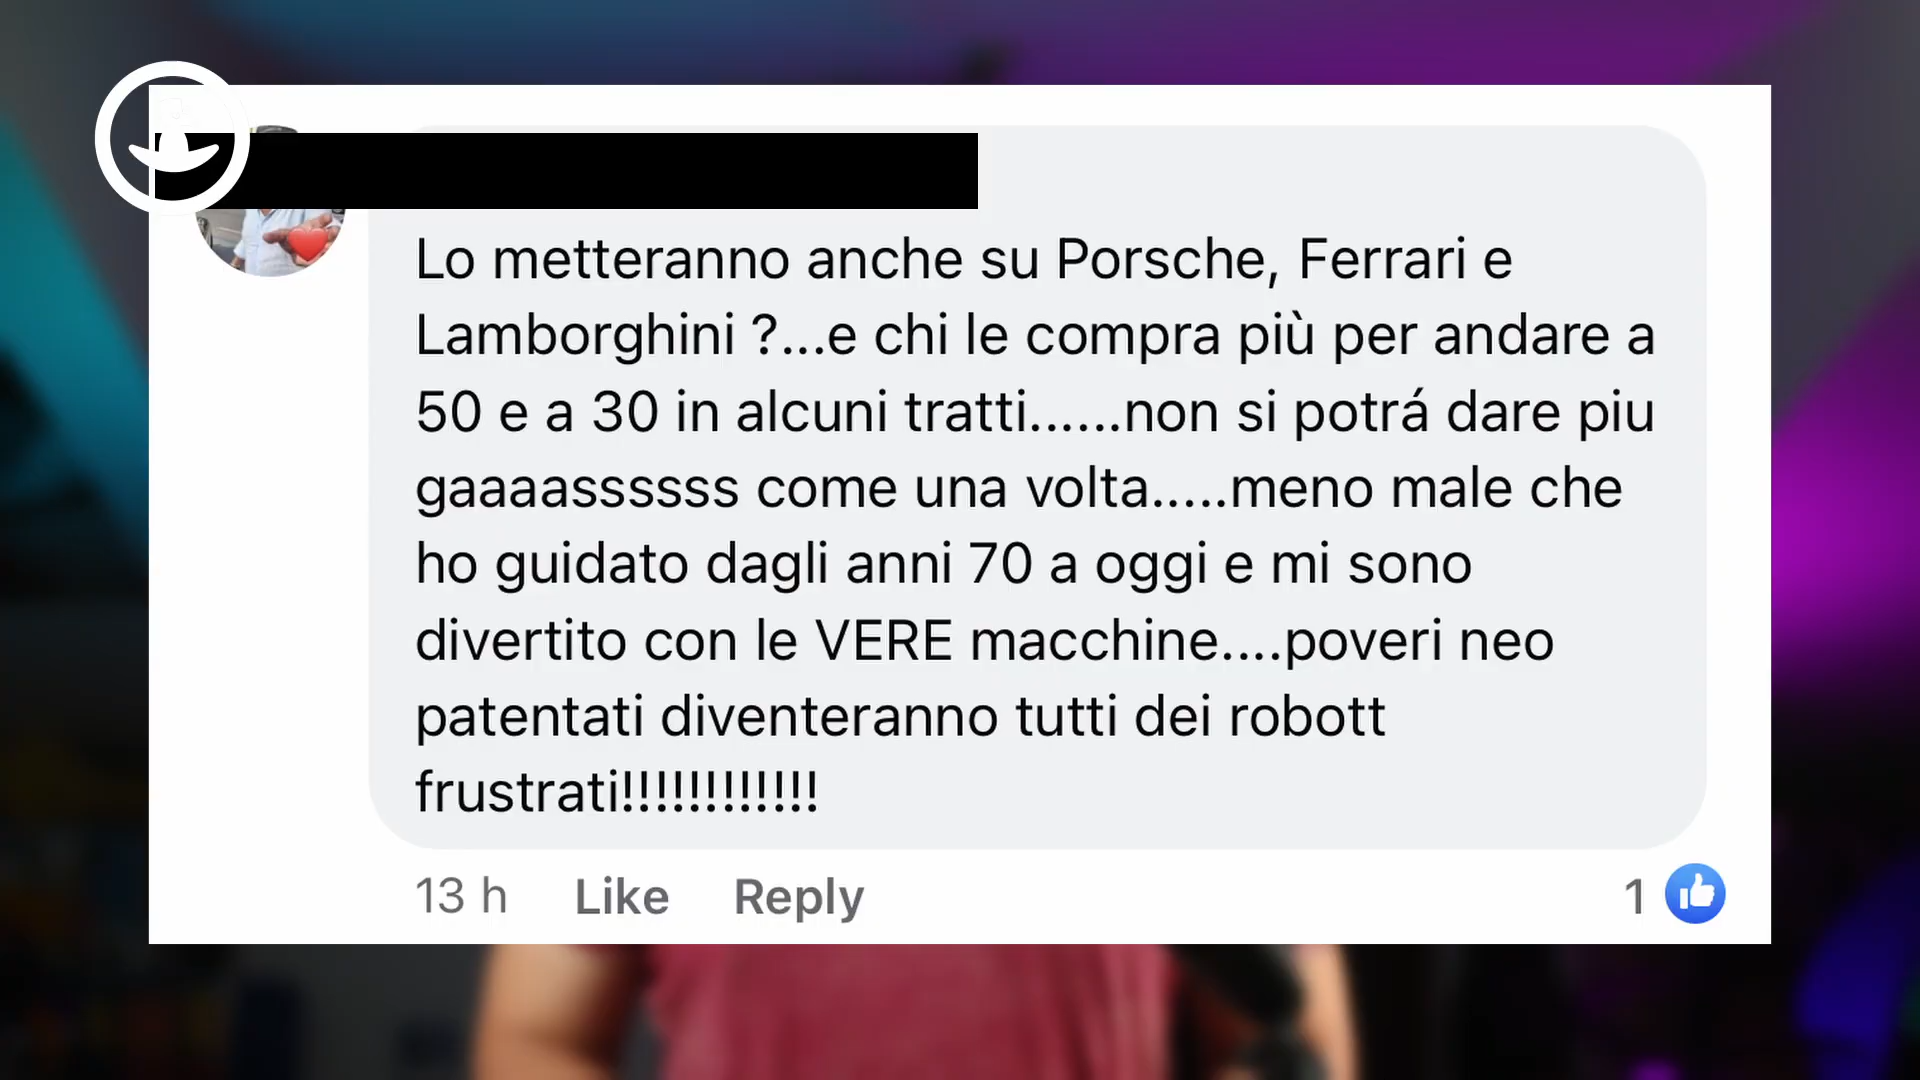 Lo metteranno anche su Porsche, Ferrari e
Lamborghini ?...e chi le compra più per andare a
50 e a 30 in alcuni tratti......non si potrá dare piu
gaaaassssss come una volta.....meno male che
ho guidato dagli anni 70 a oggi e mi sono
divertito con le VERE macchine....poveri neo
patentati diventeranno tutti dei robott
frustrati!!!!!!!!!!!!
13 h Like Reply 1